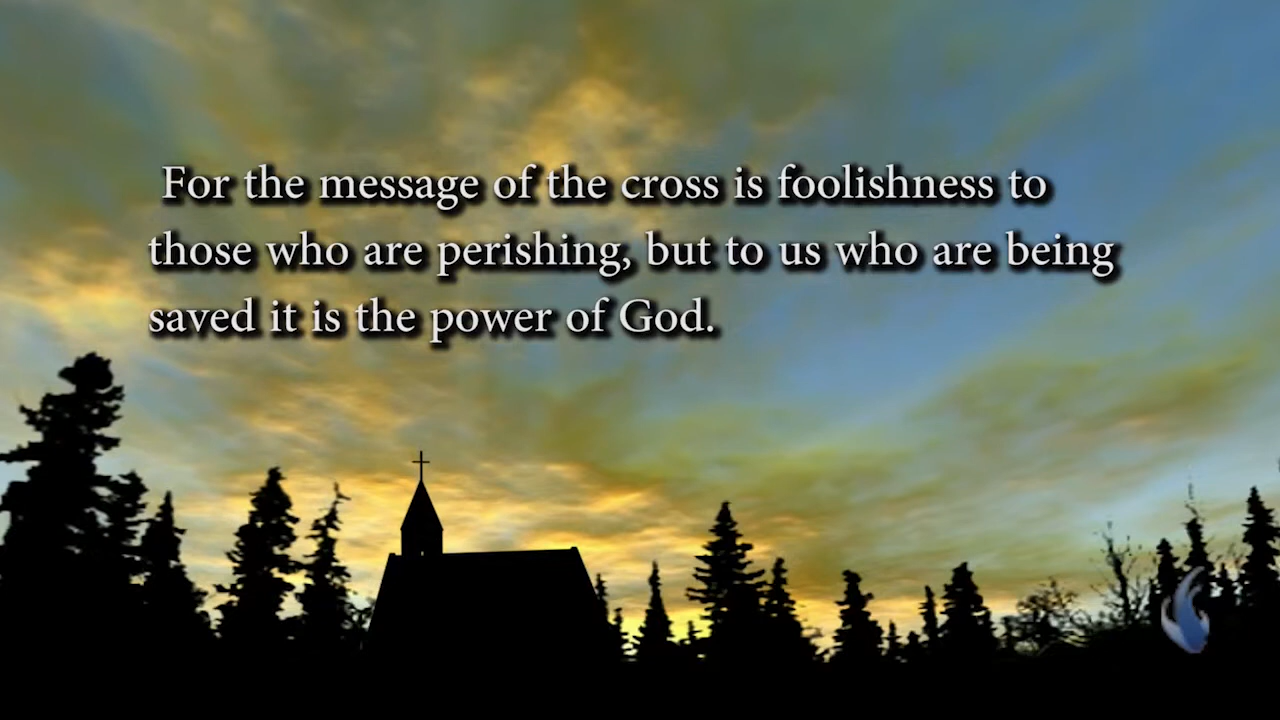 For the message of the cross is foolishness to
those who are perishing, but to us who are being
saved it is the power of God.